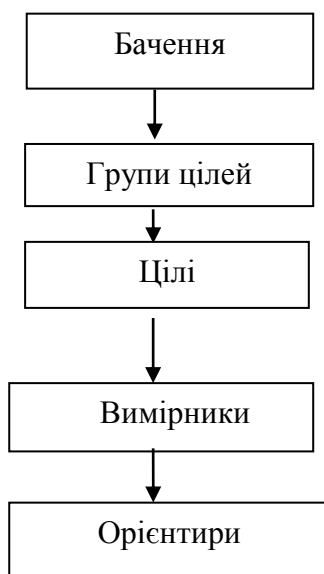 Бачення
Групи цілей
Цілі
Вимірники
Орієнтири